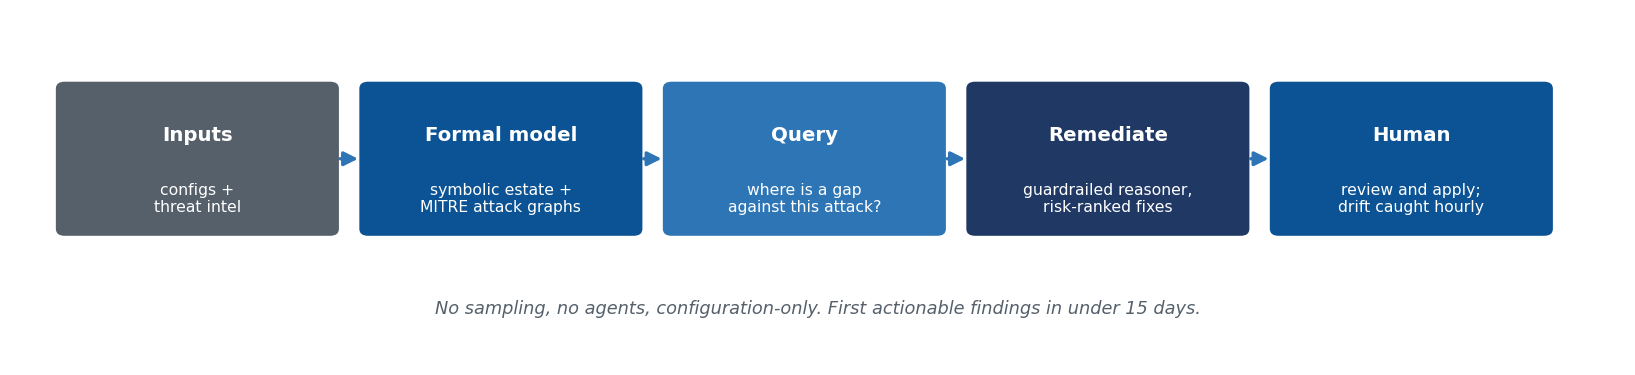 Inputs
configs +
threat intel
Formal model
symbolic estate +
MITRE attack graphs
Query
where is a gap
against this attack?
Remediate
guardrailed reasoner,
risk-ranked fixes
Human
review and apply;
drift caught hourly
No sampling, no agents, configuration-only. First actionable findings in under 15 days.